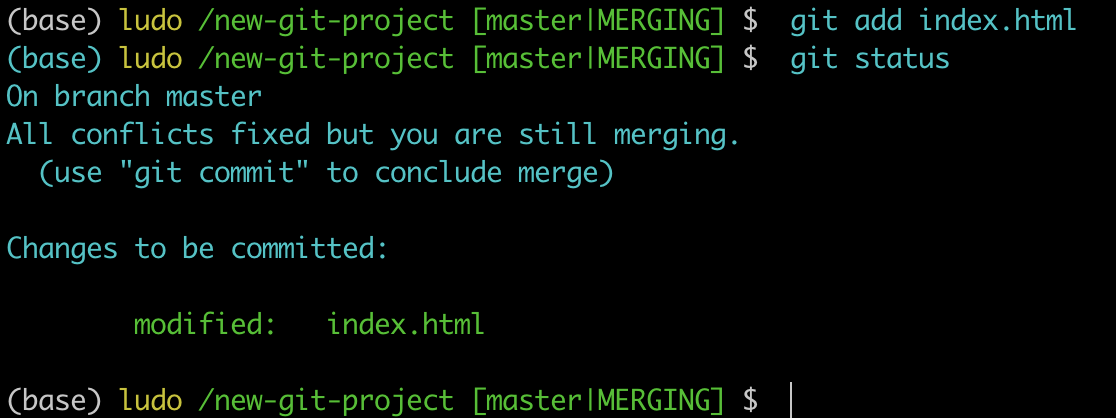 (base) ludo /new-git-project [master|MERGING] $  git add index.html
(base) ludo /new-git-project [master|MERGING] $  git status
On branch master
All conflicts fixed but you are still merging.
  (use "git commit" to conclude merge)
Changes to be committed:
        modified:   index.html
(base) ludo /new-git-project [master|MERGING] $